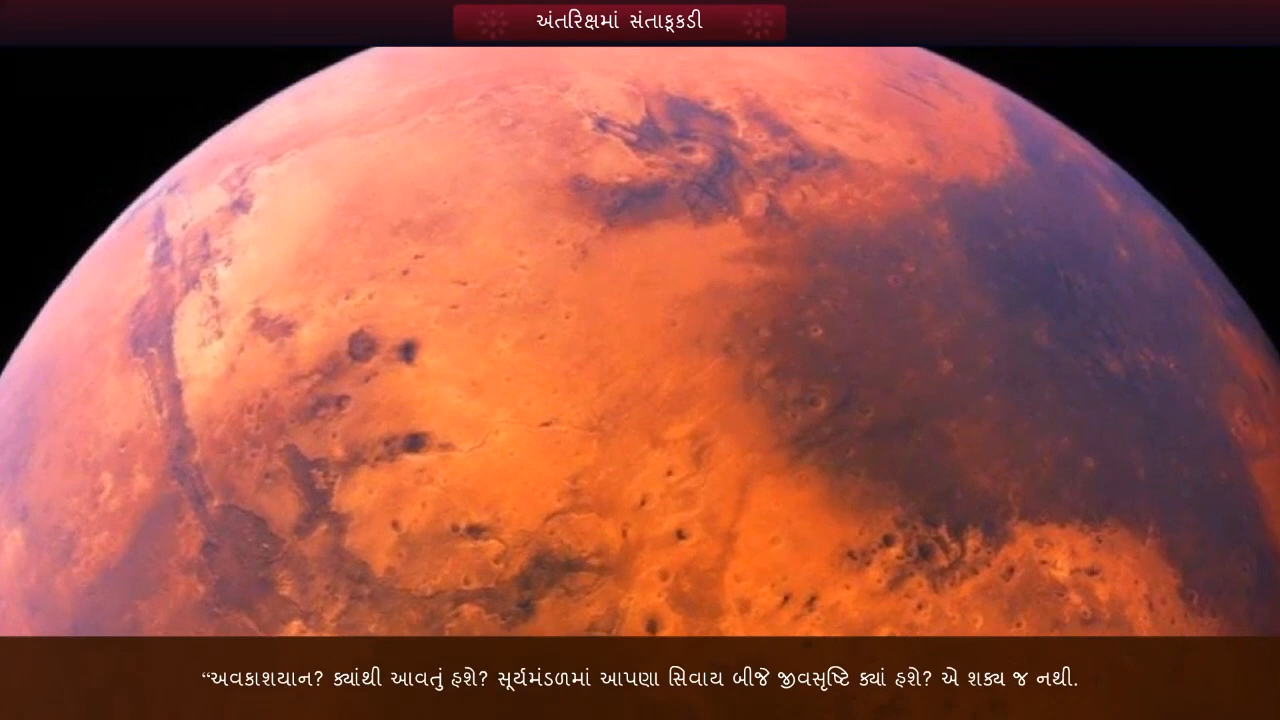 અંતરિક્ષમાં સંતાકૂકડી
“અવકાશયાન? ક્યાંથી આવતું હશે? સૂર્યમંડળમાં આપણા સિવાય બીજે જીવસૃષ્ટિ ક્યાં હશે? એ શક્ય જ નથી.